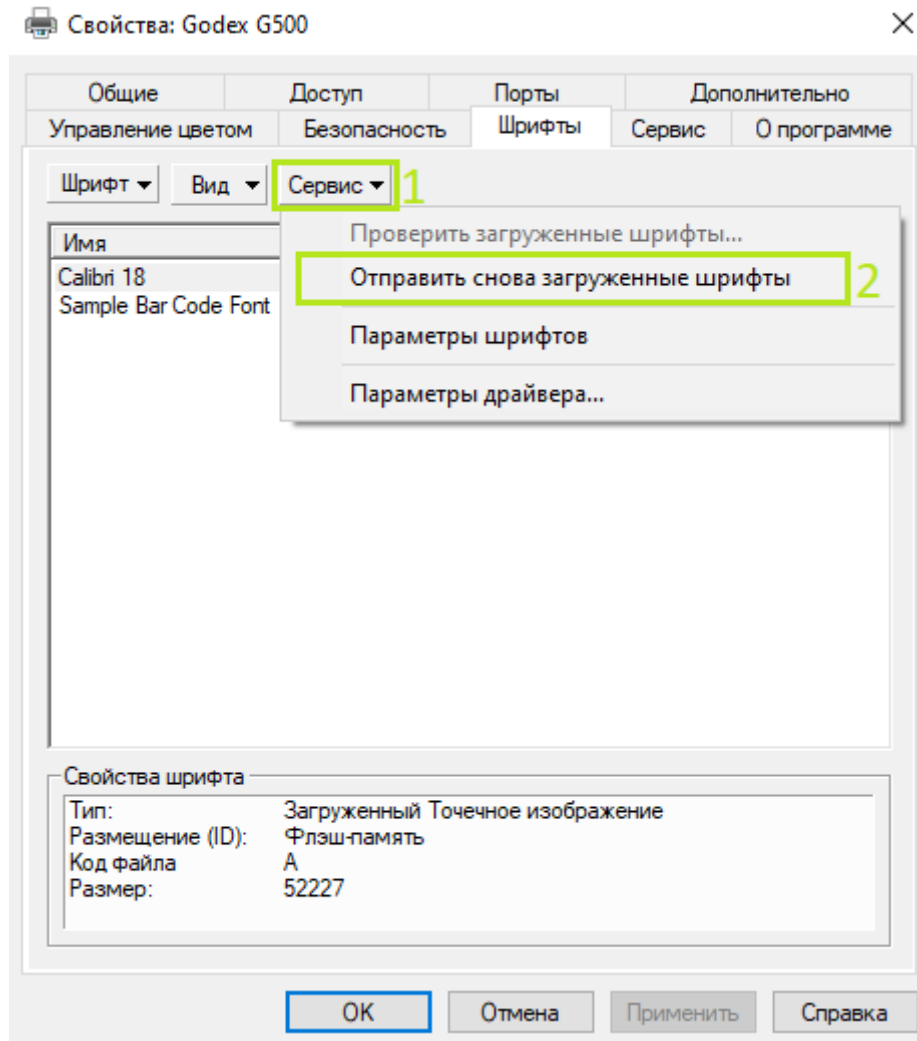 Свойства: Godex G500
Общие Доступ Порты Дополнительно
Управление цветом Безопасность Шрифты Сервис О программе
Шрифт Вид Сервис 1
Проверить загруженные шрифты...
Имя
Отправить снова загруженные шрифты 2
Calibri 18
Sample Bar Code Font
Параметры шрифтов
Параметры драйвера...
Свойства шрифта
Тип: Загруженный Точечное изображение
Размещение (ID): Флэш-память
Код файла A
Размер: 52227
OK Отмена Применить Справка